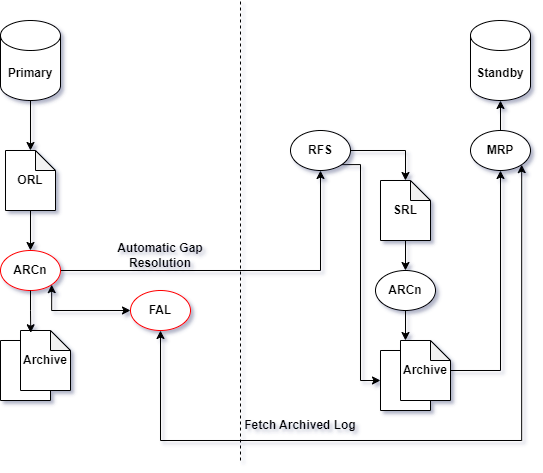 Primary
Standby
RFS
MRP
ORL
SRL
Automatic Gap
Resolution
ARCn
ARCn
FAL
Archive
Archive
Fetch Archived Log